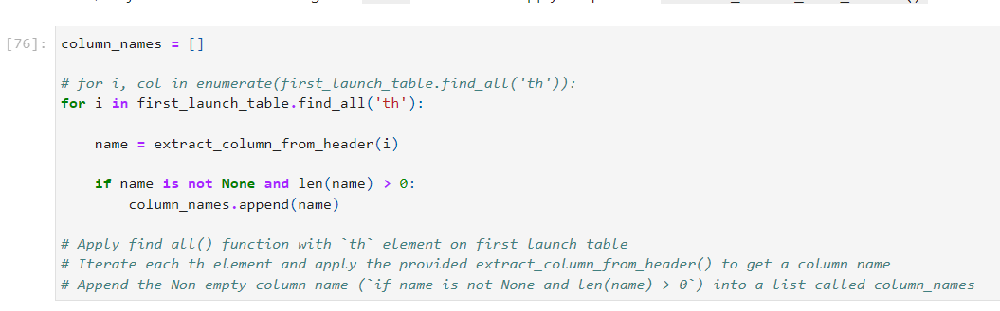 [76]: column_names = []
# for i, col in enumerate(first_launch_table.find_all('th')):
for i in first_launch_table.find_all('th'):
name = extract_column_from_header(i)
if name is not None and len(name) > 0:
column_names.append(name)
# Apply find_all() function with `th` element on first_launch_table
# Iterate each th element and apply the provided extract_column_from_header() to get a column name
# Append the Non-empty column name (`if name is not None and len(name) > 0`) into a list called column_names